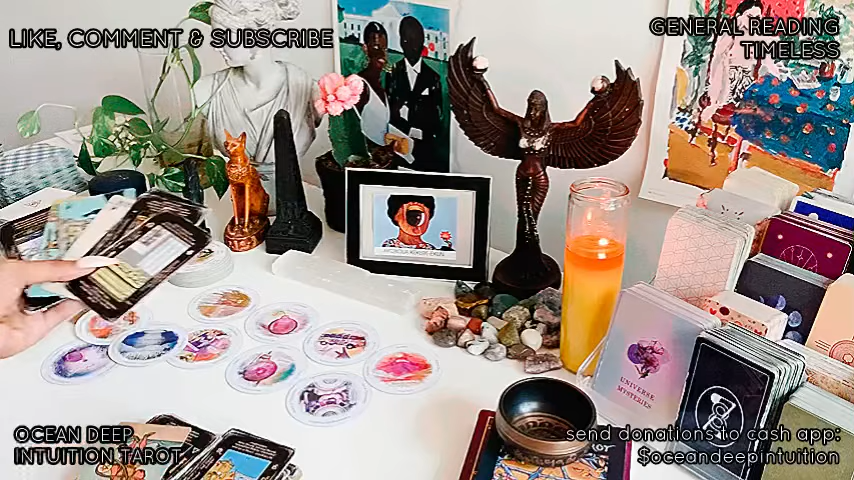 LIKE, COMMENT & SUBSCRIBE
GENERAL READING
TIMELESS
UNIVERSE
MYSTERIES
OCEAN DEEP
INTUITION TAROT
send donations to cash app:
$oceandeepintuition